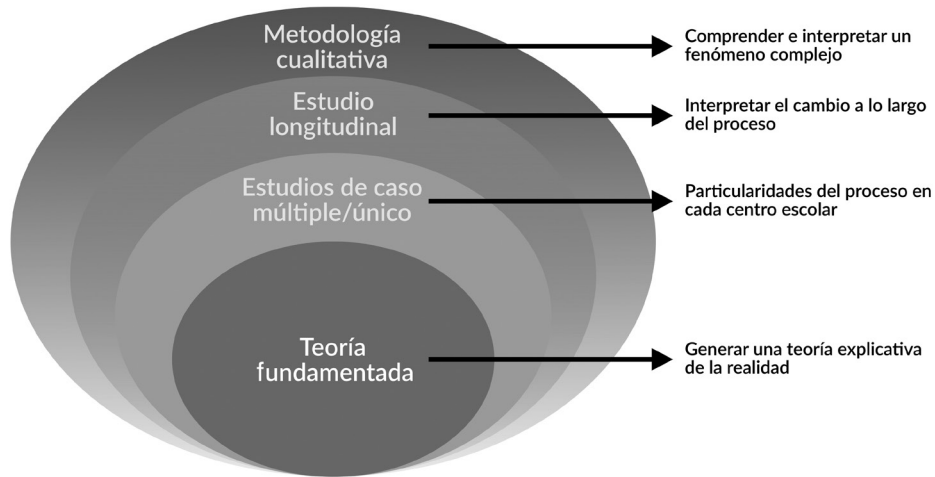 Metodología
cualitativa
Comprender e interpretar un
fenómeno complejo
Estudio
longitudinal
Interpretar el cambio a lo largo
del proceso
Estudios de caso
múltiple/único
Particularidades del proceso en
cada centro escolar
Teoría
fundamentada
Generar una teoría explicativa
de la realidad